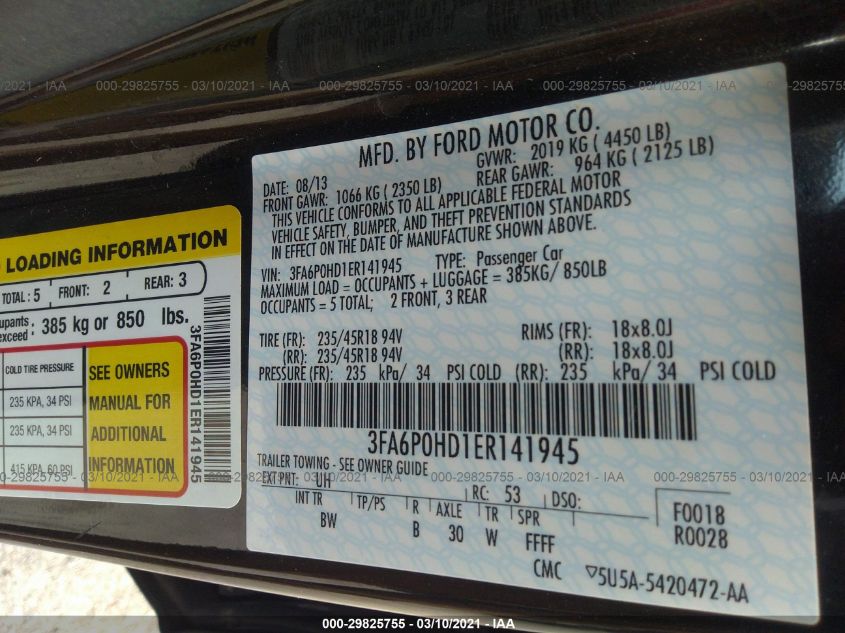 000-29825755 - 03/10/2021 - IAA
LOADING INFORMATION
TOTAL : 5 FRONT: 2 REAR: 3
385 kg or 850 lbs.
COLD TIRE PRESSURE
235 KPA, 34 PSI
235 KPA, 34 PSI
415 KPA, 60 PSI
SEE OWNERS
MANUAL FOR
ADDITIONAL
INFORMATION
3FA6P0HD1ER141945
MFD. BY FORD MOTOR CO.
DATE: 08/13 GVWR: 2019 KG ( 4450 LB)
FRONT GAWR: 1066 KG ( 2350 LB) REAR GAWR: 964 KG ( 2125 LB)
THIS VEHICLE CONFORMS TO ALL APPLICABLE FEDERAL MOTOR
VEHICLE SAFETY, BUMPER, AND THEFT PREVENTION STANDARDS
IN EFFECT ON THE DATE OF MANUFACTURE SHOWN ABOVE.
VIN: 3FA6P0HD1ER141945 TYPE: Passenger Car
MAXIMUM LOAD = OCCUPANTS + LUGGAGE = 385KG/ 850LB
OCCUPANTS = 5 TOTAL; 2 FRONT, 3 REAR
TIRE (FR): 235/45R18 94V RIMS (FR): 18x8.0J
(RR): 235/45R18 94V (RR): 18x8.0J
PRESSURE (FR): 235 kPa/ 34 PSI COLD (RR): 235 kPa/ 34 PSI COLD
3FA6P0HD1ER141945
TRAILER TOWING - SEE OWNER GUIDE
EXT PNT: UH RC: 53 DSO:
INT TR TP/PS R AXLE TR SPR
BW B 30 W FFFF
F0018
R0028
CMC ▽5U5A-5420472-AA
000-29825755 - 03/10/2021 - IAA